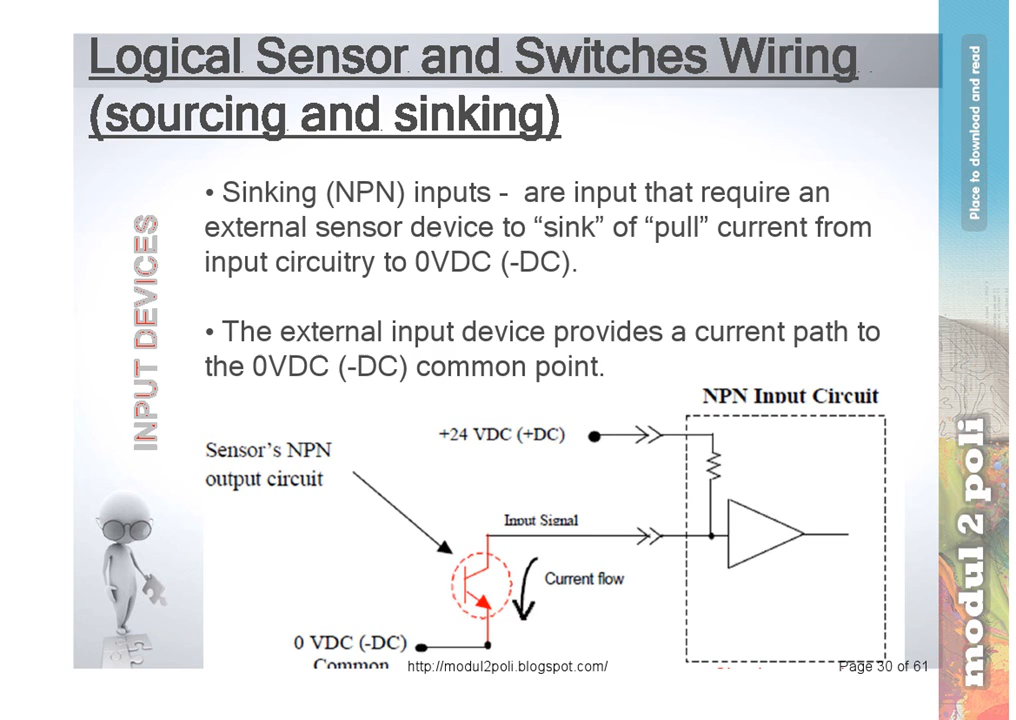 Logical Sensor and Switches Wiring
(sourcing and sinking)
Place to download and read
INPUT DEVICES
• Sinking (NPN) inputs - are input that require an
external sensor device to “sink” of “pull” current from
input circuitry to 0VDC (-DC).
• The external input device provides a current path to
the 0VDC (-DC) common point.
NPN Input Circuit
+24 VDC (+DC)
Sensor's NPN
output circuit
Input Signal
Current flow
0 VDC (-DC)
Common
http://modul2poli.blogspot.com/
Page 30 of 61
modul 2 poli